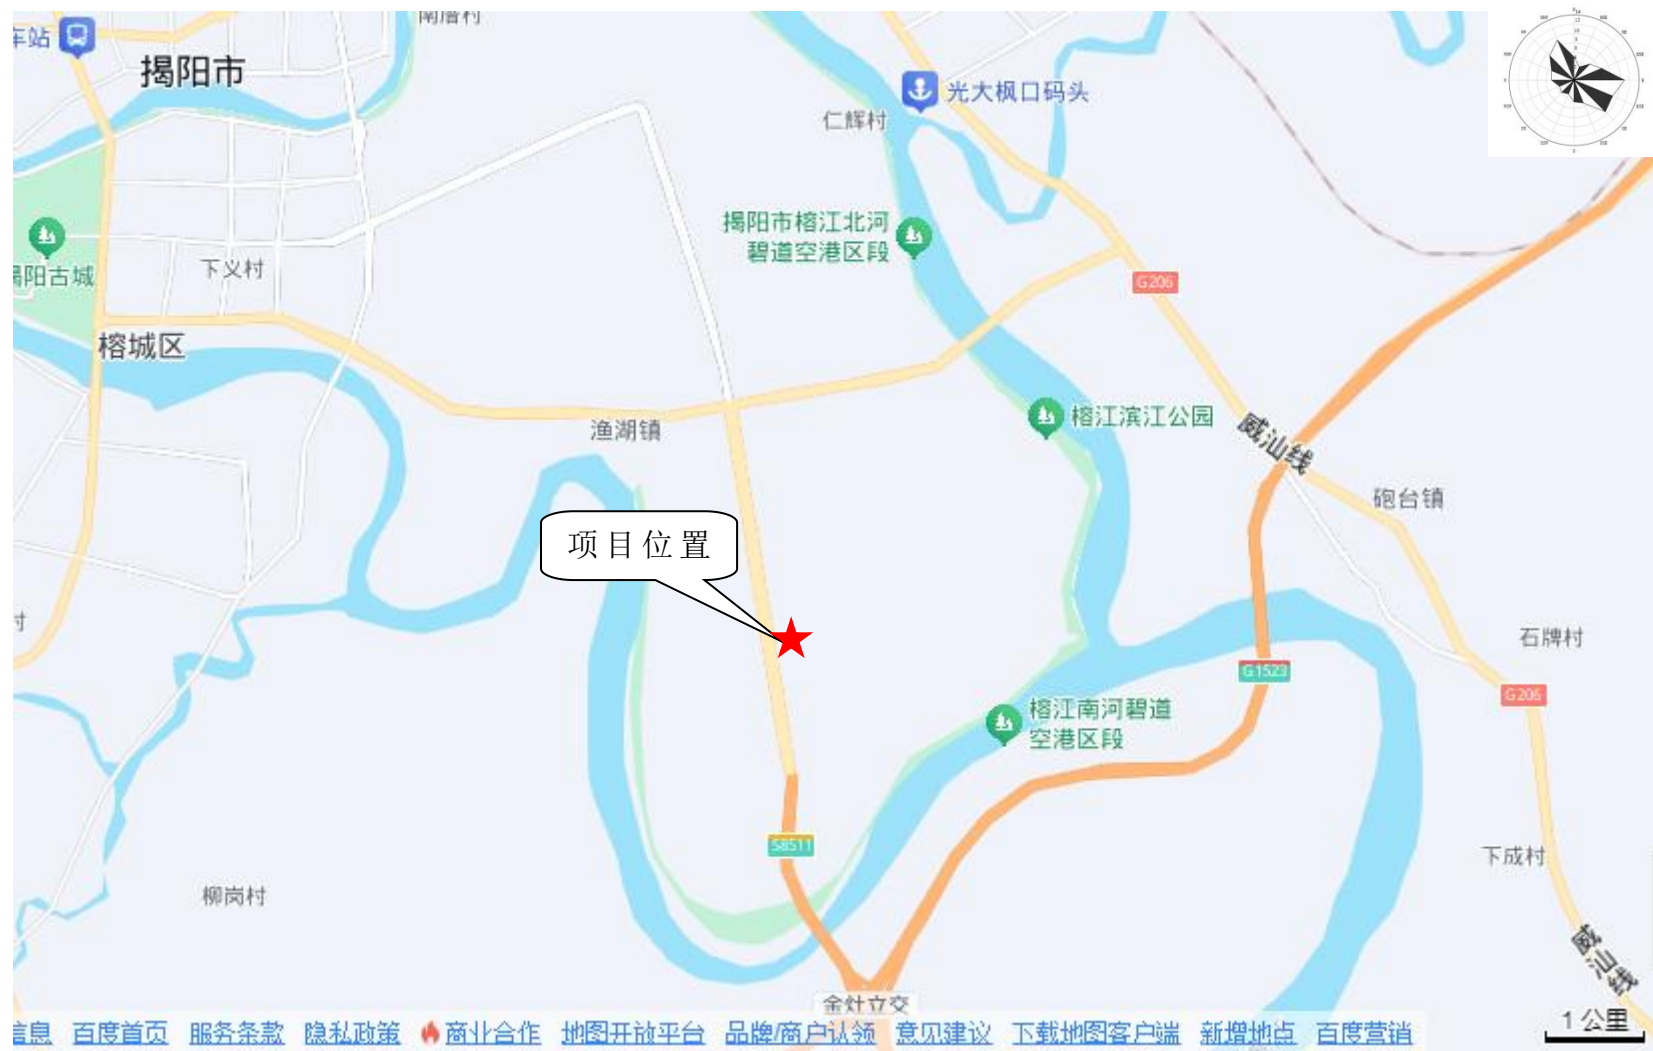 南厝村
车站
揭阳市
光大枫口码头
仁辉村
揭阳市榕江北河
碧道空港区段
下义村
揭阳古城
G206
榕城区
榕江滨江公园
渔湖镇
威汕线
砲台镇
项目位置
村
石牌村
G1523
G206
榕江南河碧道
空港区段
S8511
下成村
柳岗村
威汕线
金灶立交
信息 百度首页 服务条款 隐私政策 商业合作 地图开放平台 品牌/商户认领 意见建议 下载地图客户端 新增地点 百度营销
1公里